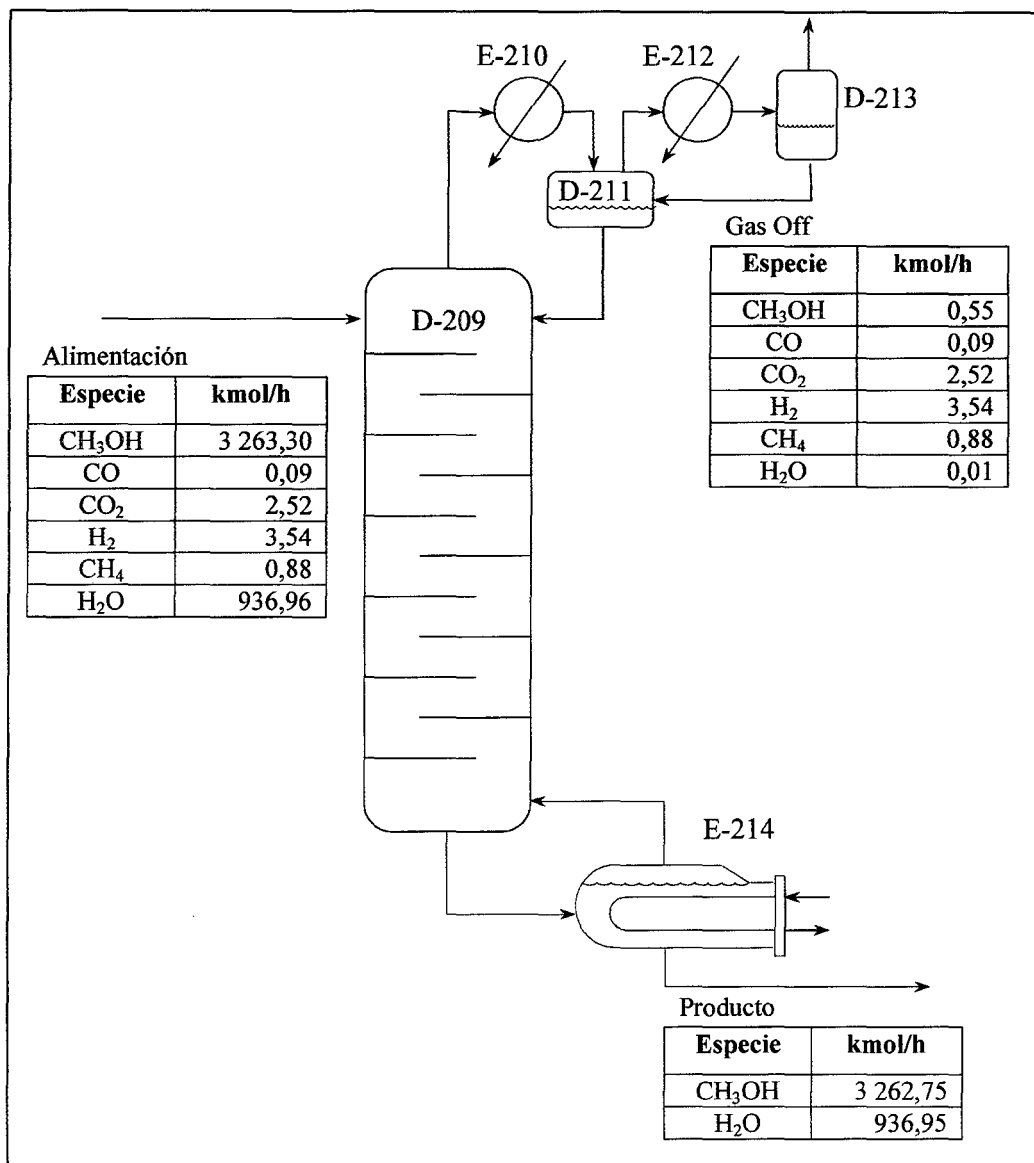 E-210
E-212
D-213
D-211
D-209
Gas Off
Especie kmol/h
CH₃OH 0,55
CO 0,09
CO₂ 2,52
H₂ 3,54
CH₄ 0,88
H₂O 0,01
Alimentación
Especie kmol/h
CH₃OH 3 263,30
CO 0,09
CO₂ 2,52
H₂ 3,54
CH₄ 0,88
H₂O 936,96
E-214
Producto
Especie kmol/h
CH₃OH 3 262,75
H₂O 936,95